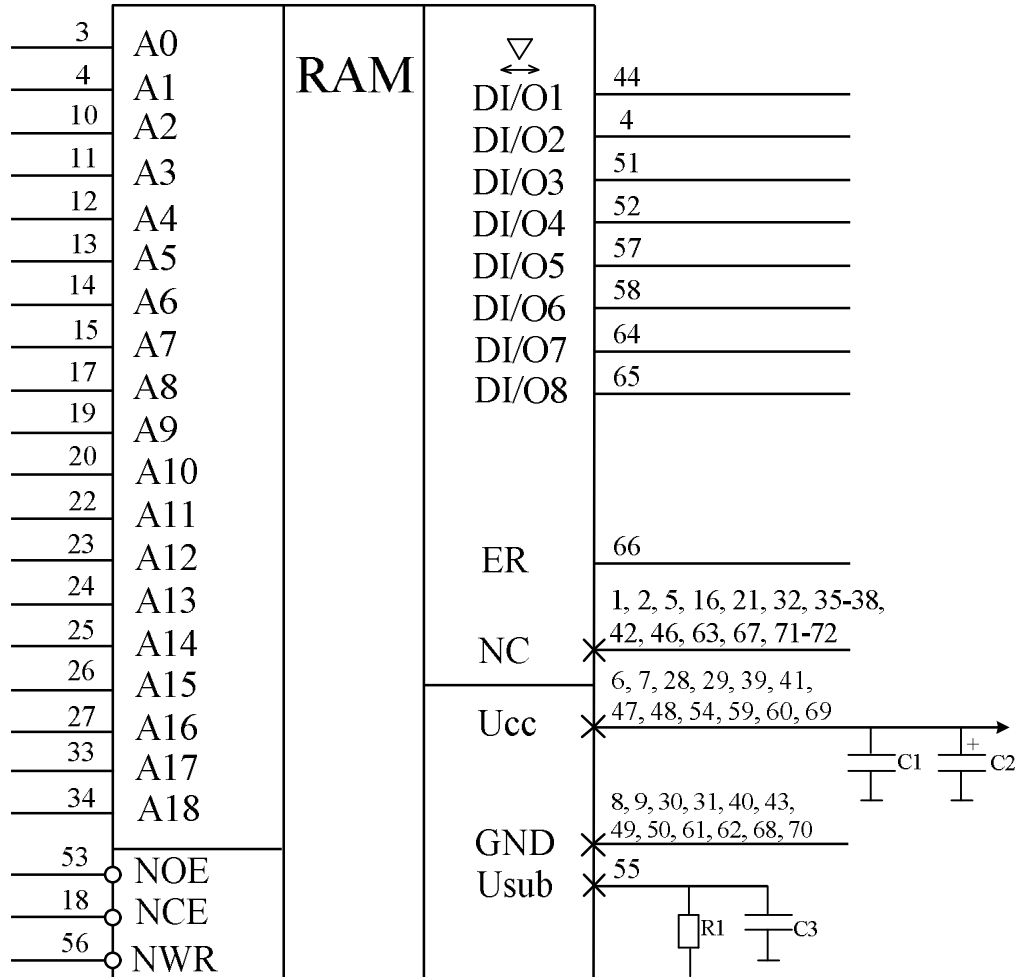 3 A0
4 A1
10 A2
11 A3
12 A4
13 A5
14 A6
15 A7
17 A8
19 A9
20 A10
22 A11
23 A12
24 A13
25 A14
26 A15
27 A16
33 A17
34 A18
53 NOE
18 NCE
56 NWR
RAM
DI/O1 44
DI/O2 4
DI/O3 51
DI/O4 52
DI/O5 57
DI/O6 58
DI/O7 64
DI/O8 65
ER 66
1, 2, 5, 16, 21, 32, 35-38,
NC 42, 46, 63, 67, 71-72
6, 7, 28, 29, 39, 41,
Ucc 47, 48, 54, 59, 60, 69
C1 + C2
8, 9, 30, 31, 40, 43,
GND 49, 50, 61, 62, 68, 70
Usub 55
R1 C3